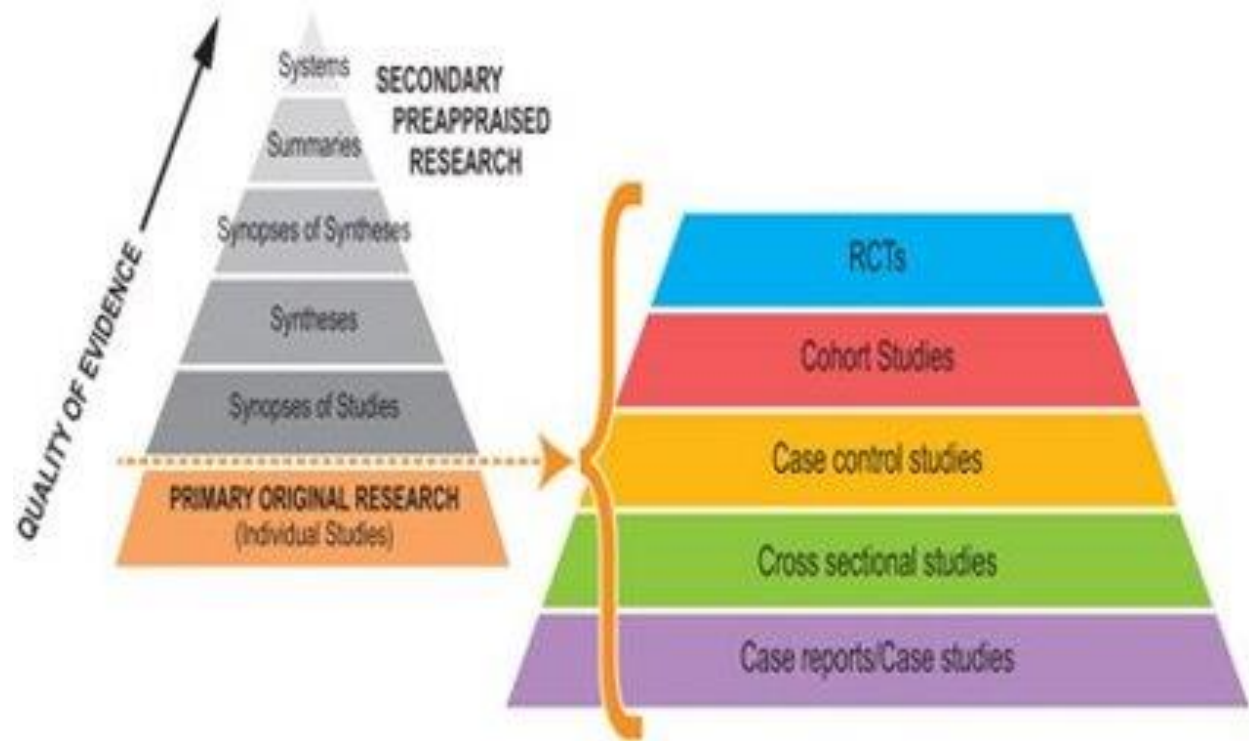 Systems
SECONDARY
PREAPPRAISED
RESEARCH
Summaries
Synopses of Syntheses
Syntheses
Synopses of Studies
PRIMARY ORIGINAL RESEARCH
(Individual Studies)
QUALITY OF EVIDENCE
RCTs
Cohort Studies
Case control studies
Cross sectional studies
Case reports/Case studies